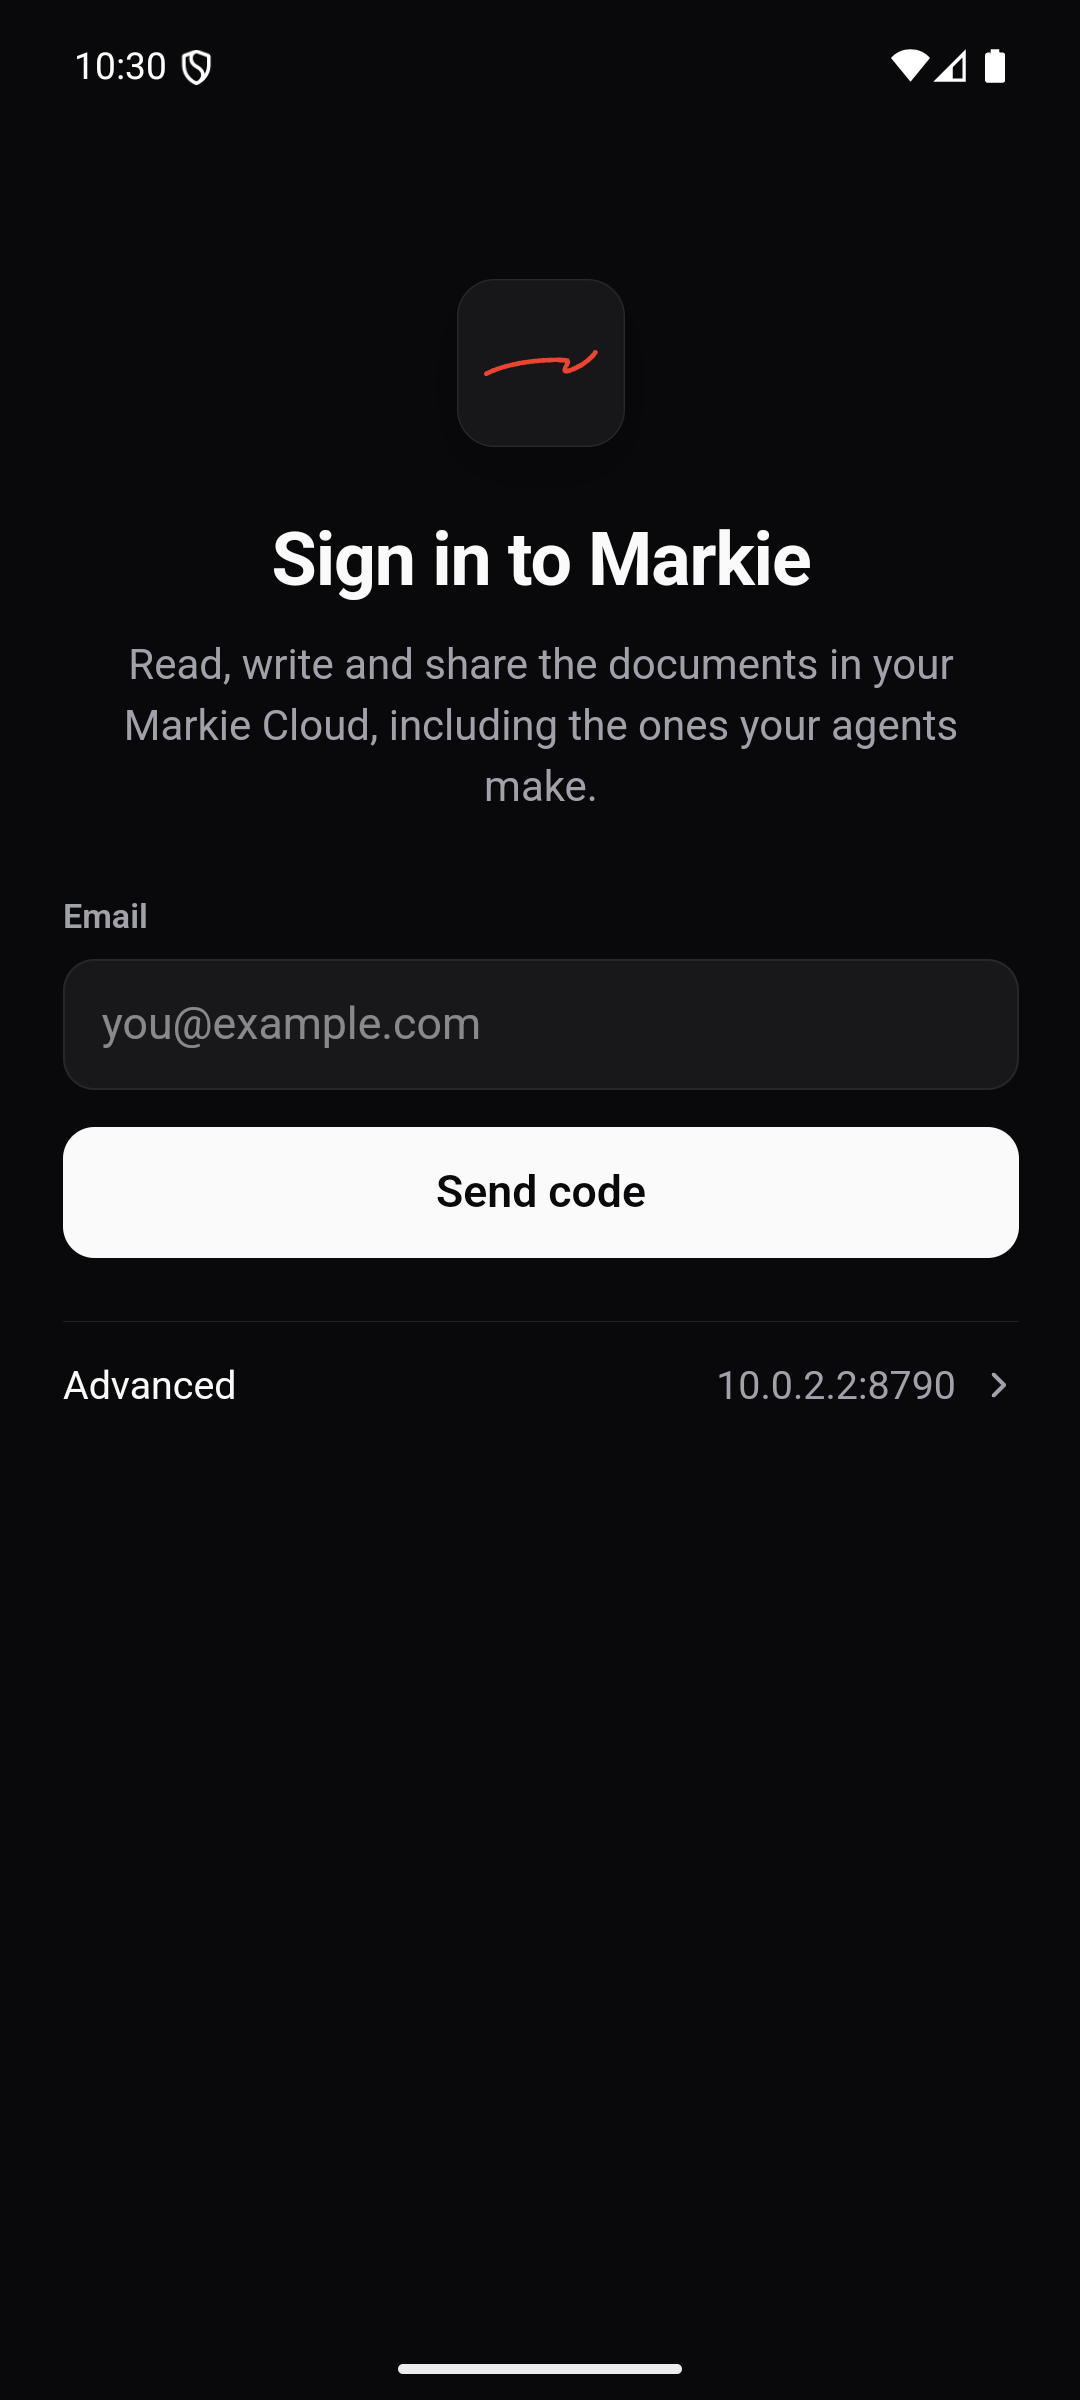 10:30
Sign in to Markie
Read, write and share the documents in your
Markie Cloud, including the ones your agents
make.
Email
you@example.com
Send code
Advanced 10.0.2.2:8790